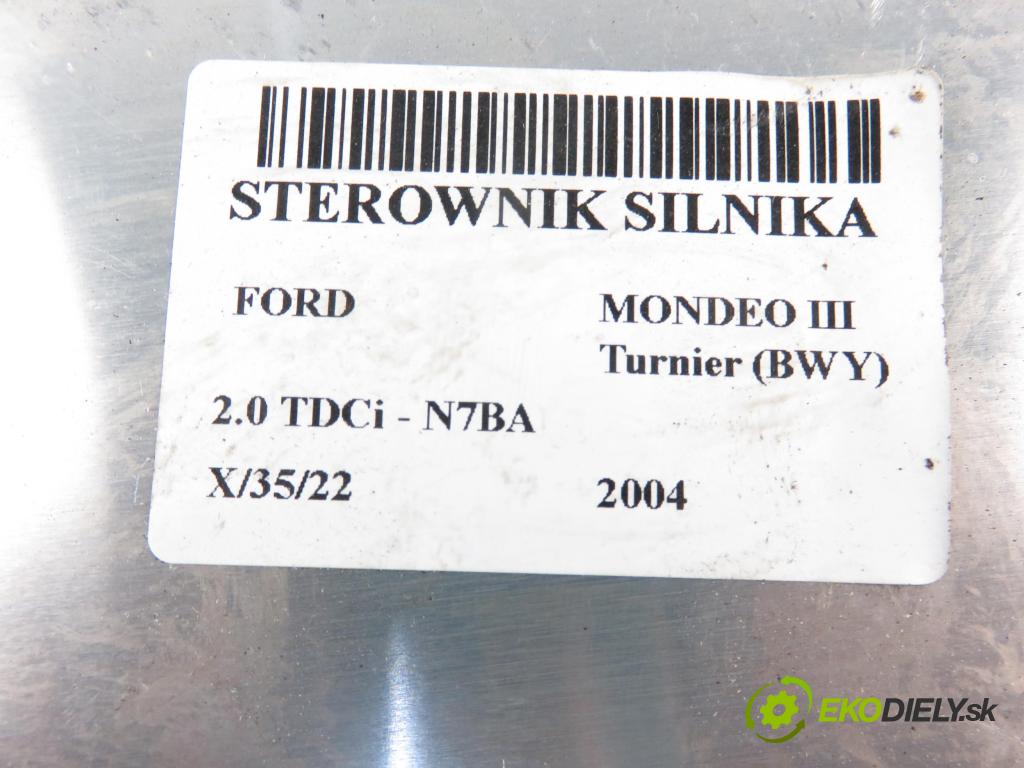 STEROWNIK SILNIKA
FORD
MONDEO III
Turnier (BWY)
2.0 TDCi - N7BA
X/35/22
2004
EKODIELY.sk